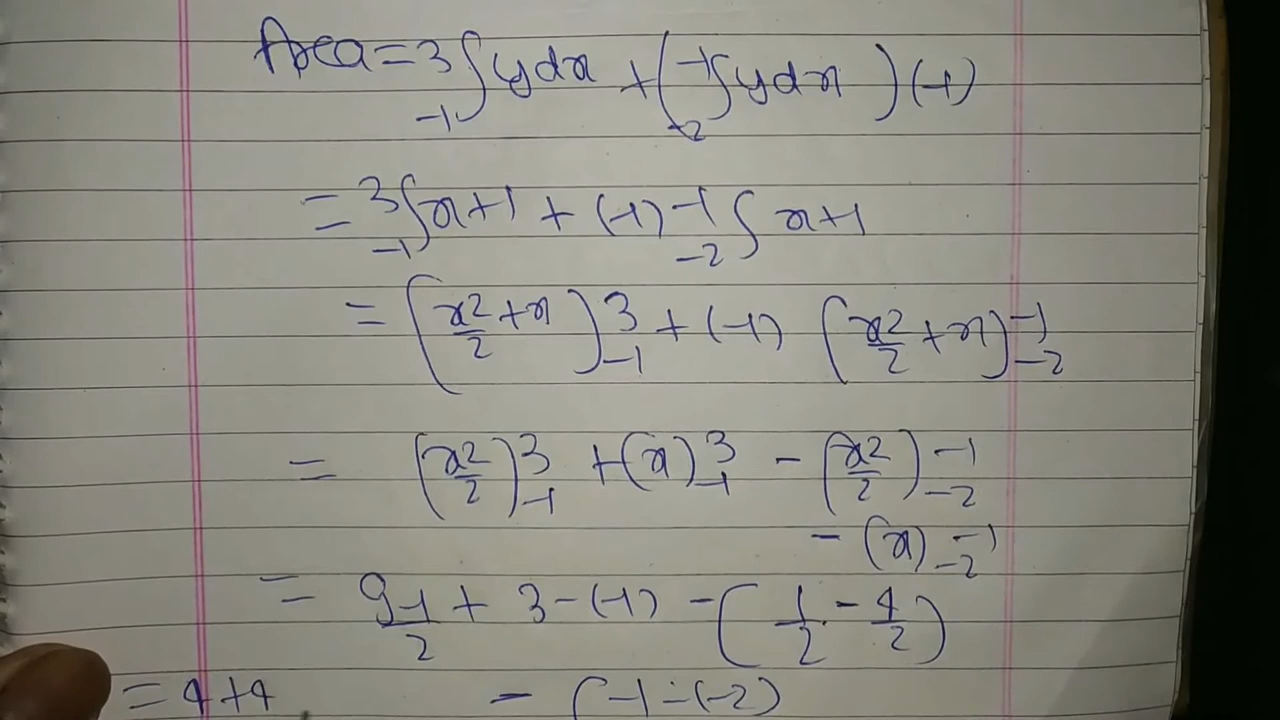 Area = 3∫-1 y dx + (-1∫-2 y dx)(-1)
= 3∫-1 x+1 + (-1) -1∫-2 x+1
= (x2/2 + x)3-1 + (-1) (x2/2 + x)-1-2
= (x2/2)3-1 + (x)3-1 - (x2/2)-1-2
- (x)-1-2
= 9-1/2 + 3-(-1) - (1/2 - 4/2)
= 4+4 - (-1-(-2)